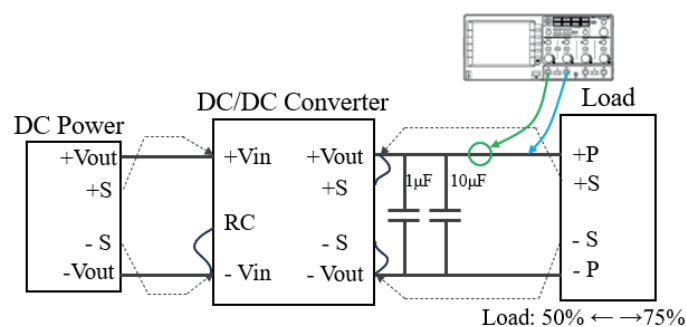 DC/DC Converter
Load
DC Power
+Vout
+S
- S
-Vout
+Vin
RC
- Vin
+Vout
+S
- S
- Vout
1μF
10μF
+P
+S
- S
- P
Load: 50% ← →75%